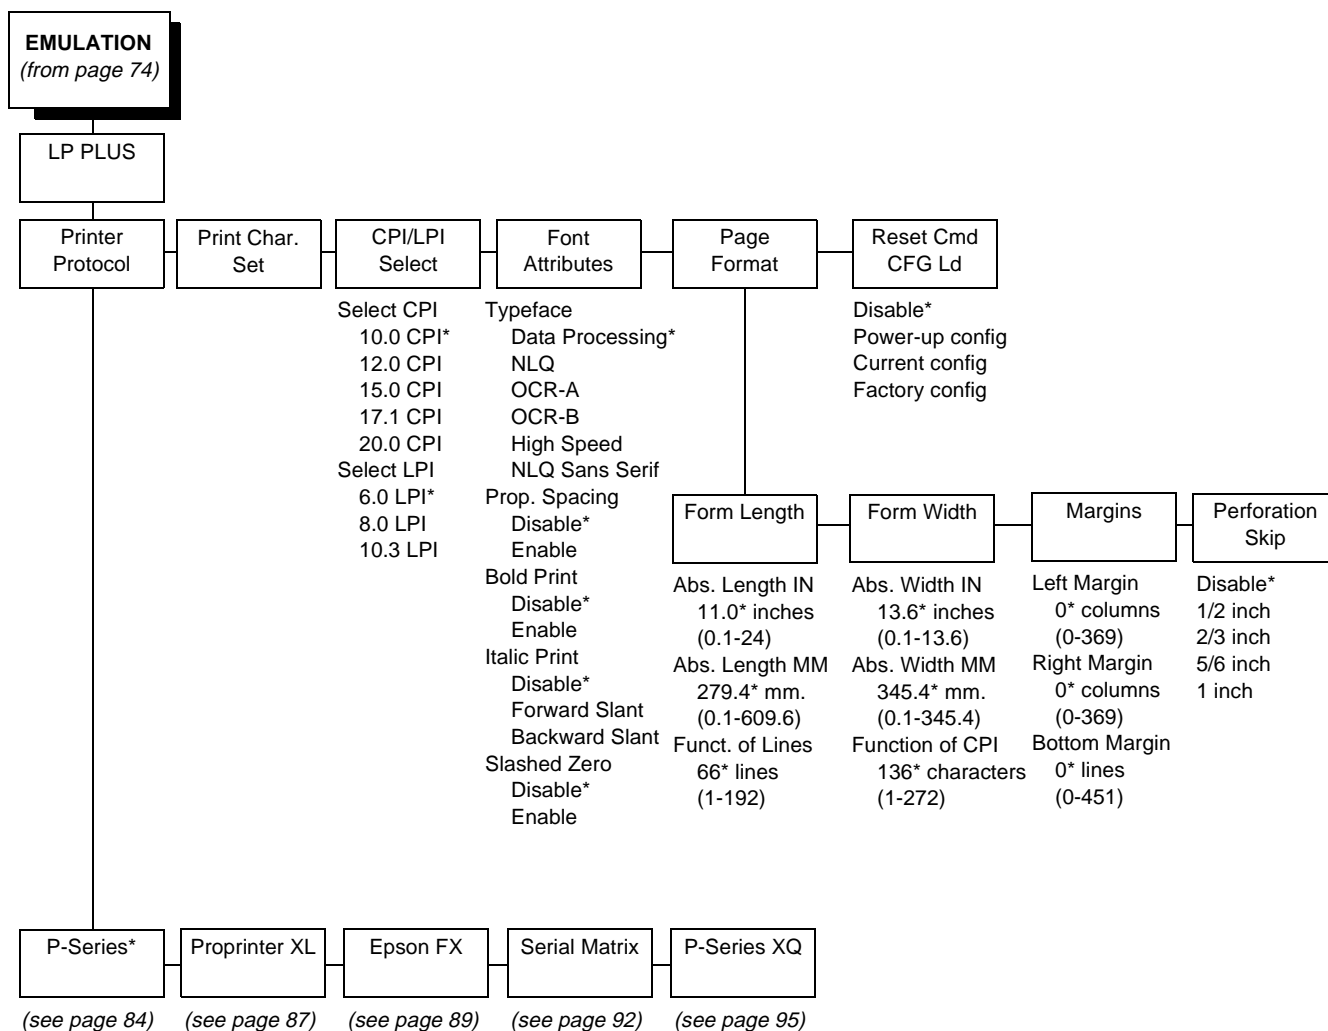 EMULATION
(from page 74)
LP PLUS
Printer
Protocol
Print Char.
Set
CPI/LPI
Select
Font
Attributes
Page
Format
Reset Cmd
CFG Ld
Select CPI
10.0 CPI*
12.0 CPI
15.0 CPI
17.1 CPI
20.0 CPI
Select LPI
6.0 LPI*
8.0 LPI
10.3 LPI
Typeface
Data Processing*
NLQ
OCR-A
OCR-B
High Speed
NLQ Sans Serif
Prop. Spacing
Disable*
Enable
Bold Print
Disable*
Enable
Italic Print
Disable*
Forward Slant
Backward Slant
Slashed Zero
Disable*
Enable
Disable*
Power-up config
Current config
Factory config
Form Length
Form Width
Margins
Perforation
Skip
Abs. Length IN
11.0* inches
(0.1-24)
Abs. Length MM
279.4* mm.
(0.1-609.6)
Funct. of Lines
66* lines
(1-192)
Abs. Width IN
13.6* inches
(0.1-13.6)
Abs. Width MM
345.4* mm.
(0.1-345.4)
Function of CPI
136* characters
(1-272)
Left Margin
0* columns
(0-369)
Right Margin
0* columns
(0-369)
Bottom Margin
0* lines
(0-451)
Disable*
1/2 inch
2/3 inch
5/6 inch
1 inch
P-Series*
Proprinter XL
Epson FX
Serial Matrix
P-Series XQ
(see page 84)
(see page 87)
(see page 89)
(see page 92)
(see page 95)